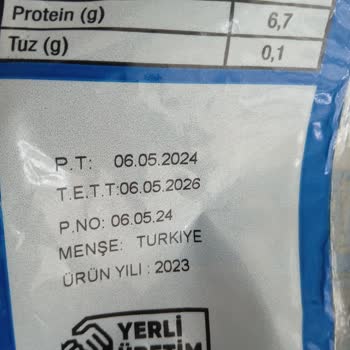 Protein (g) 6,7
Tuz (g) 0,1
P.T: 06.05.2024
T.E.T.T:06.05.2026
P.NO: 06.05.24
MENŞE: TURKIYE
ÜRÜN YILI : 2023
YERLİ
ÜRETİM